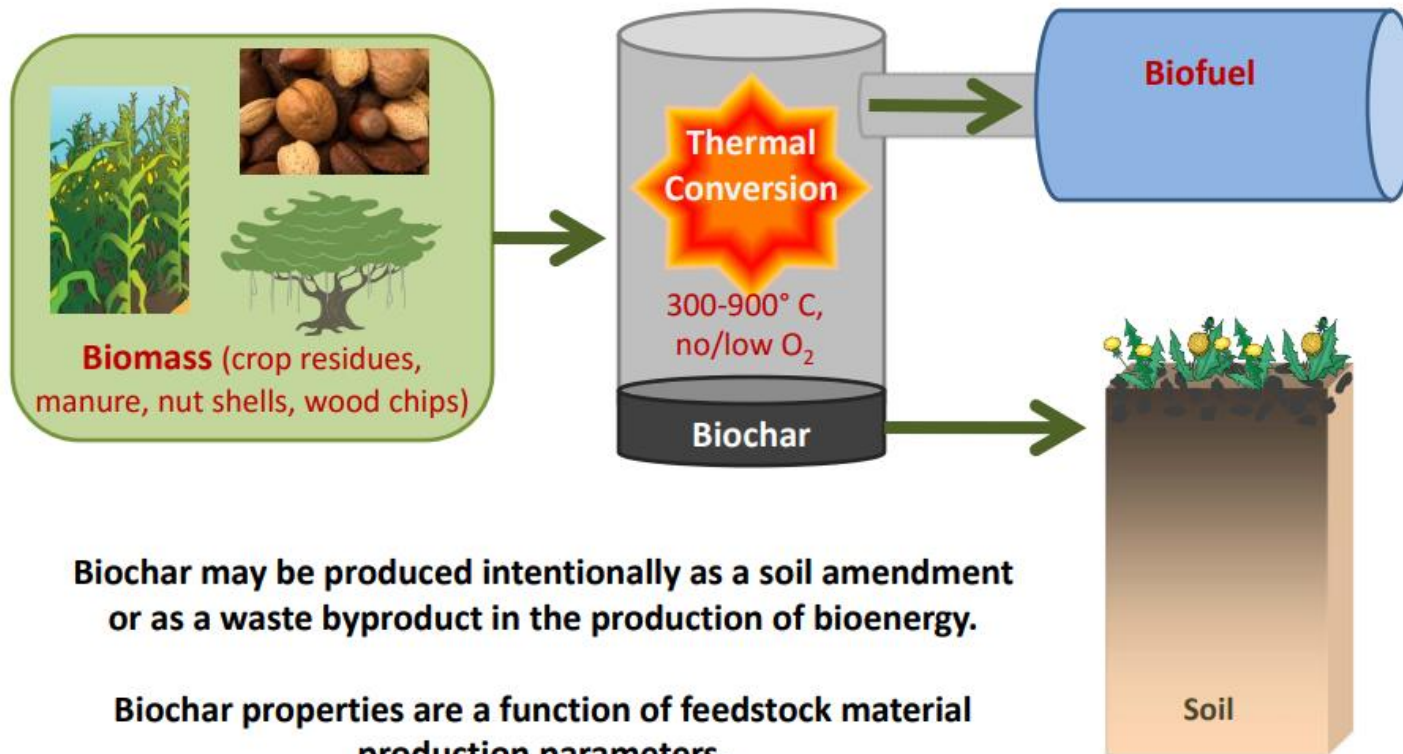 Biomass (crop residues,
manure, nut shells, wood chips)
Thermal
Conversion
300-900° C,
no/low O₂
Biochar
Biofuel
Soil
Biochar may be produced intentionally as a soil amendment
or as a waste byproduct in the production of bioenergy.
Biochar properties are a function of feedstock material
production parameters